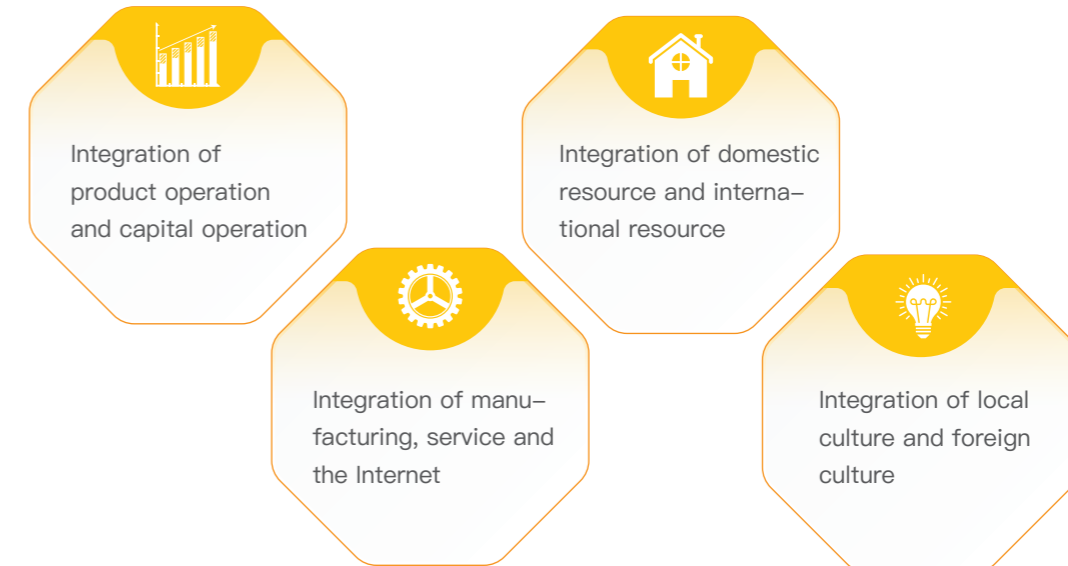 Integration of
product operation
and capital operation
Integration of domestic
resource and interna-
tional resource
Integration of manu-
facturing, service and
the Internet
Integration of local
culture and foreign
culture